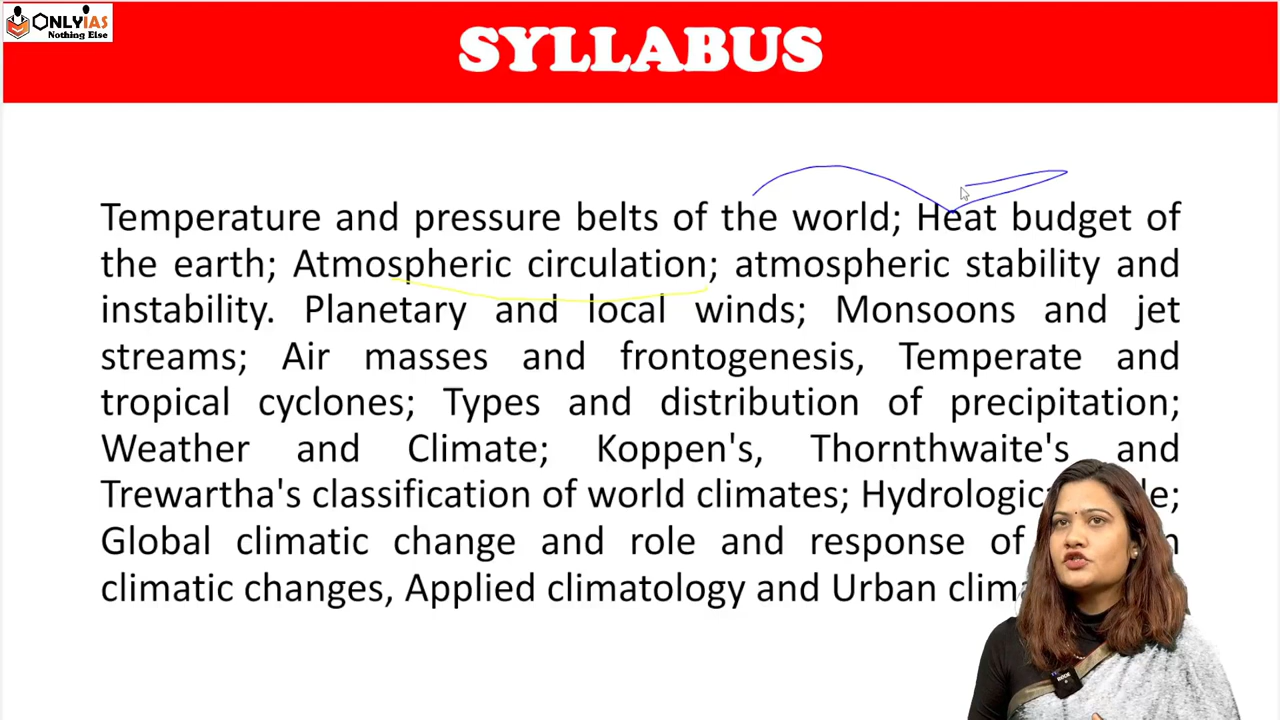 ONLYIAS
Nothing Else
SYLLABUS
Temperature and pressure belts of the world; Heat budget of
the earth; Atmospheric circulation; atmospheric stability and
instability. Planetary and local winds; Monsoons and jet
streams; Air masses and frontogenesis, Temperate and
tropical cyclones; Types and distribution of precipitation;
Weather and Climate; Koppen's, Thornthwaite's and
Trewartha's classification of world climates;
Global climatic change and role and response of
climatic changes, Applied climatology and Urban